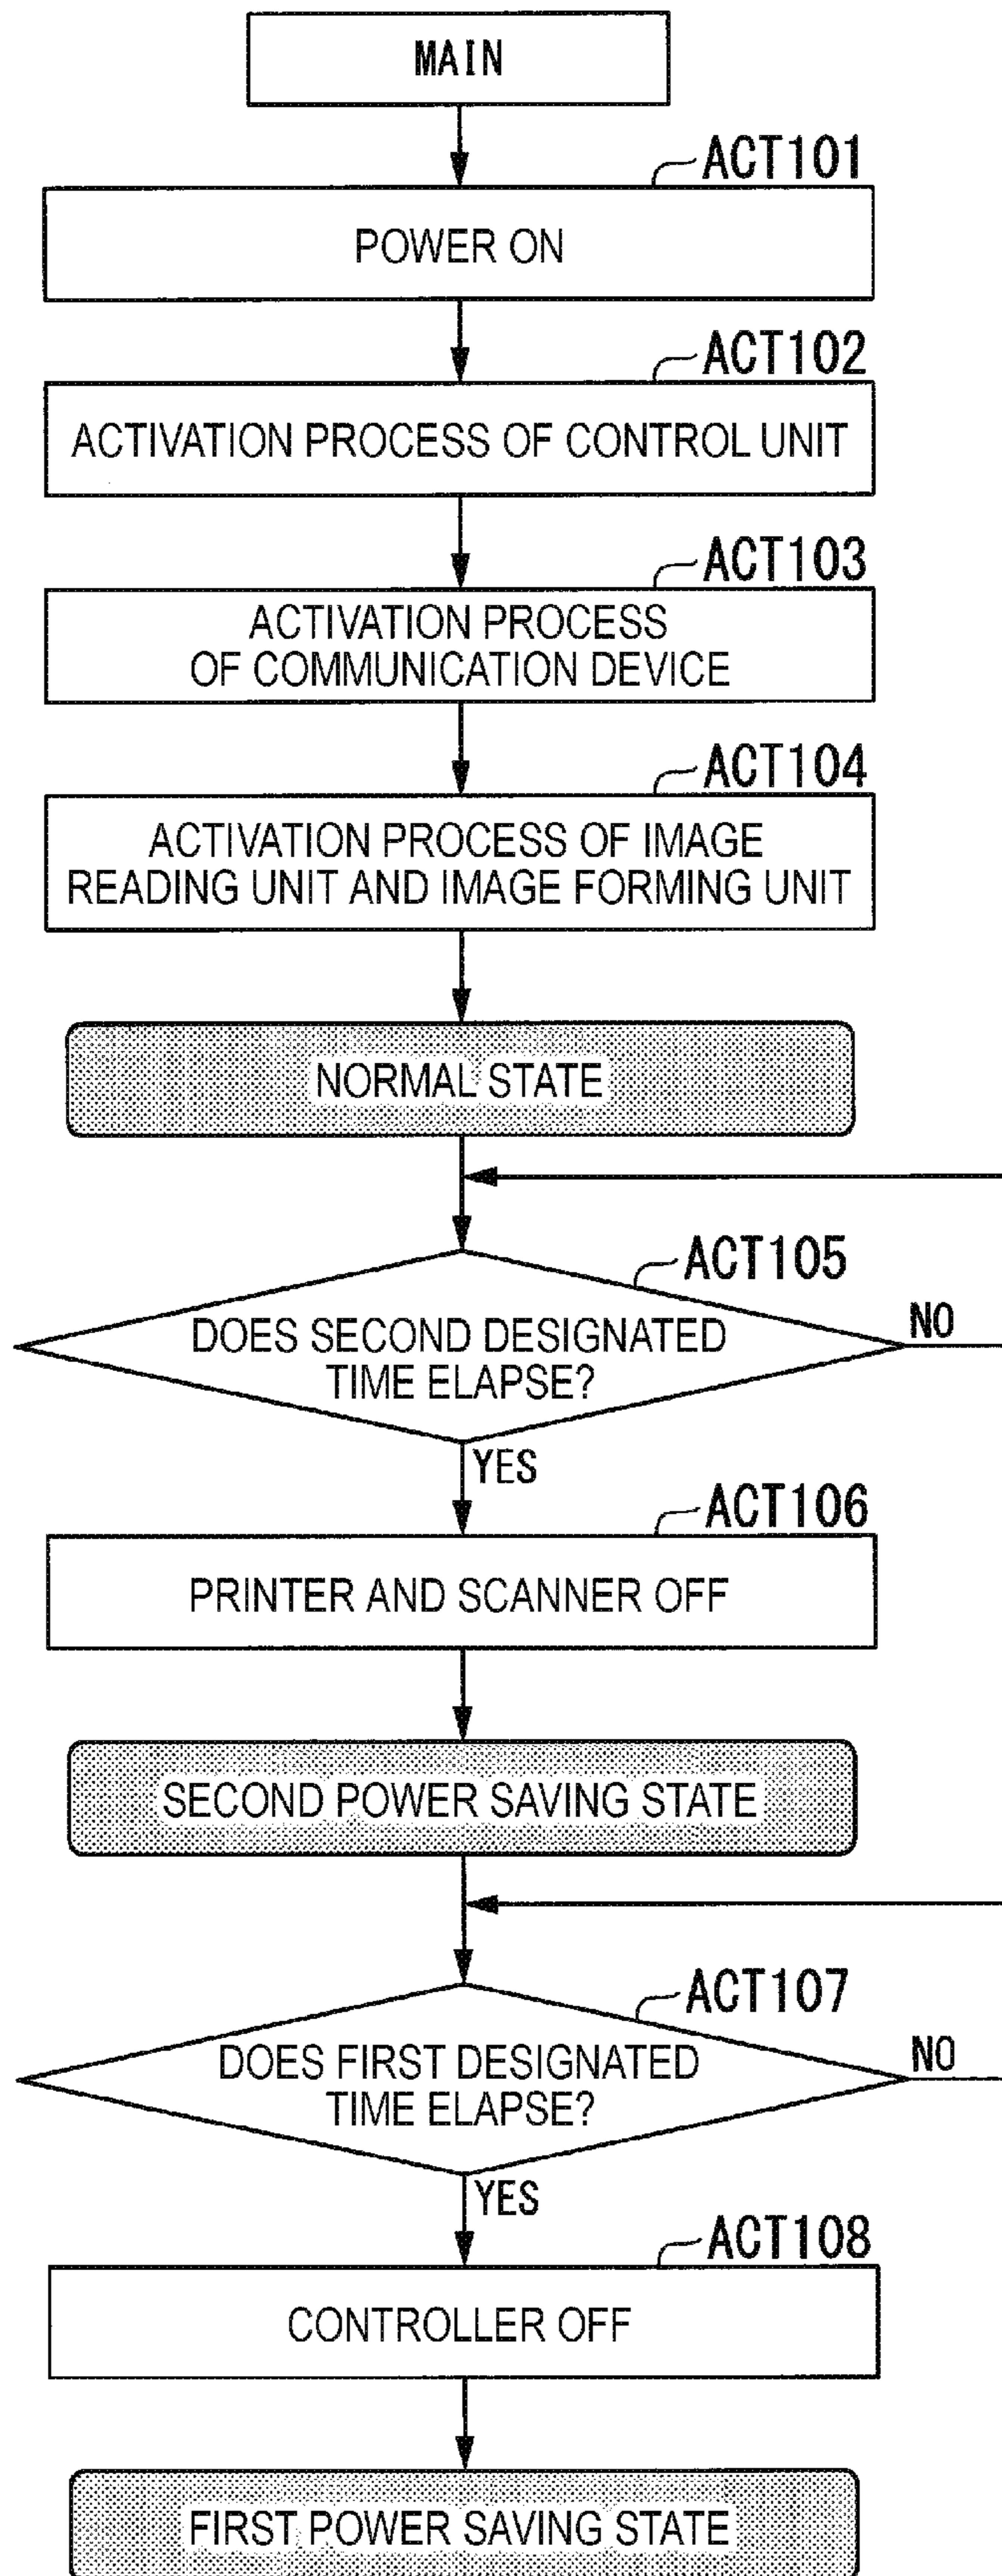 MAIN
ACT101
POWER ON
ACT102
ACTIVATION PROCESS OF CONTROL UNIT
ACT103
ACTIVATION PROCESS
OF COMMUNICATION DEVICE
ACT104
ACTIVATION PROCESS OF IMAGE
READING UNIT AND IMAGE FORMING UNIT
NORMAL STATE
ACT105
DOES SECOND DESIGNATED
TIME ELAPSE?
NO
YES
ACT106
PRINTER AND SCANNER OFF
SECOND POWER SAVING STATE
ACT107
DOES FIRST DESIGNATED
TIME ELAPSE?
NO
YES
ACT108
CONTROLLER OFF
FIRST POWER SAVING STATE